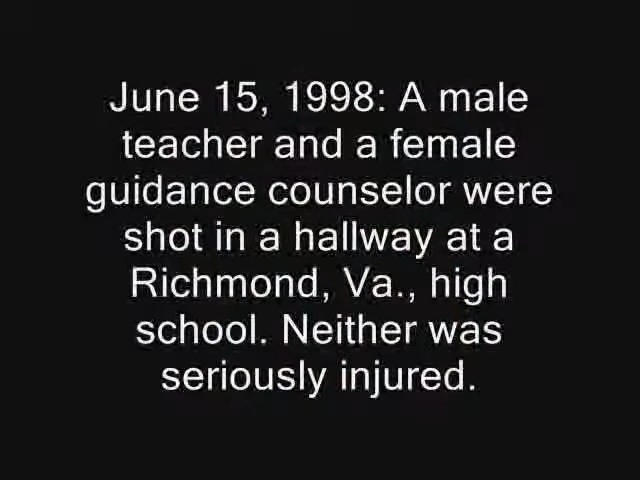 June 15, 1998: A male
teacher and a female
guidance counselor were
shot in a hallway at a
Richmond, Va., high
school. Neither was
seriously injured.